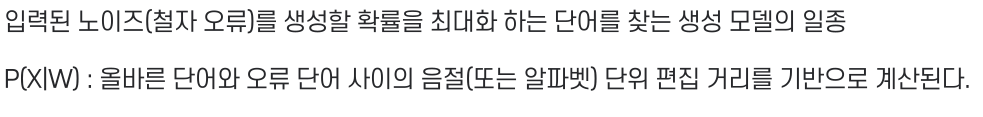 입력된 노이즈(철자 오류)를 생성할 확률을 최대화 하는 단어를 찾는 생성 모델의 일종
P(X|W) : 올바른 단어와 오류 단어 사이의 음절(또는 알파벳) 단위 편집 거리를 기반으로 계산된다.